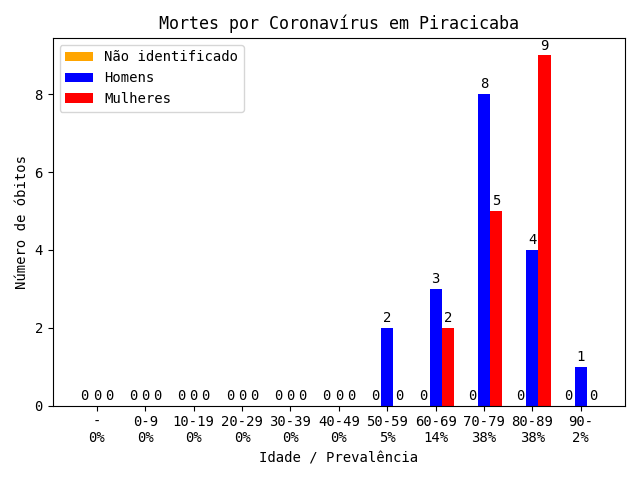 Mortes por Coronavírus em Piracicaba
Não identificado
Homens
Mulheres
Número de óbitos
8
6
4
2
0
0 0 0 0 0 0 0 0 0 0 0 0 0 0 0 0 0 0 0 2 0 0 3 2 0 8 5 0 4 9 0 1 0
- 0-9 10-19 20-29 30-39 40-49 50-59 60-69 70-79 80-89 90-
0% 0% 0% 0% 0% 0% 5% 14% 38% 38% 2%
Idade / Prevalência